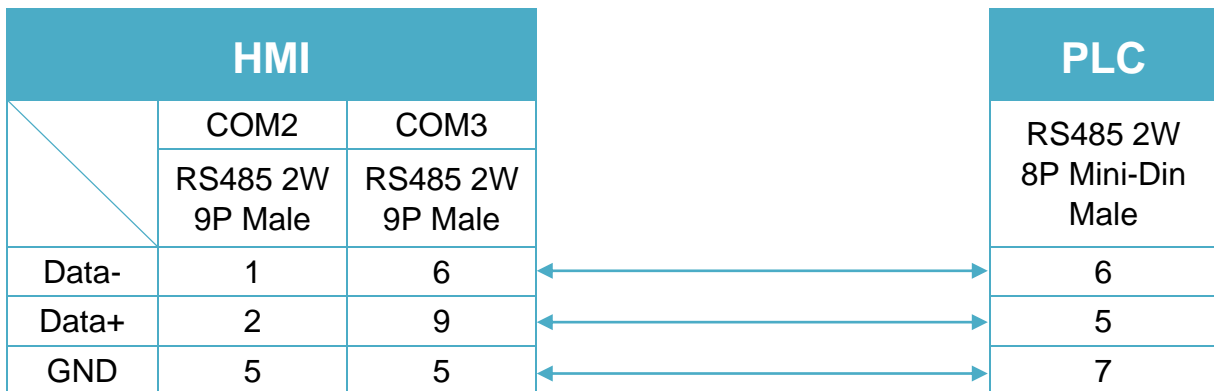 HMI PLC
COM2 COM3
RS485 2W RS485 2W RS485 2W
9P Male 9P Male 8P Mini-Din
Male
Data- 1 6 6
Data+ 2 9 5
GND 5 5 7